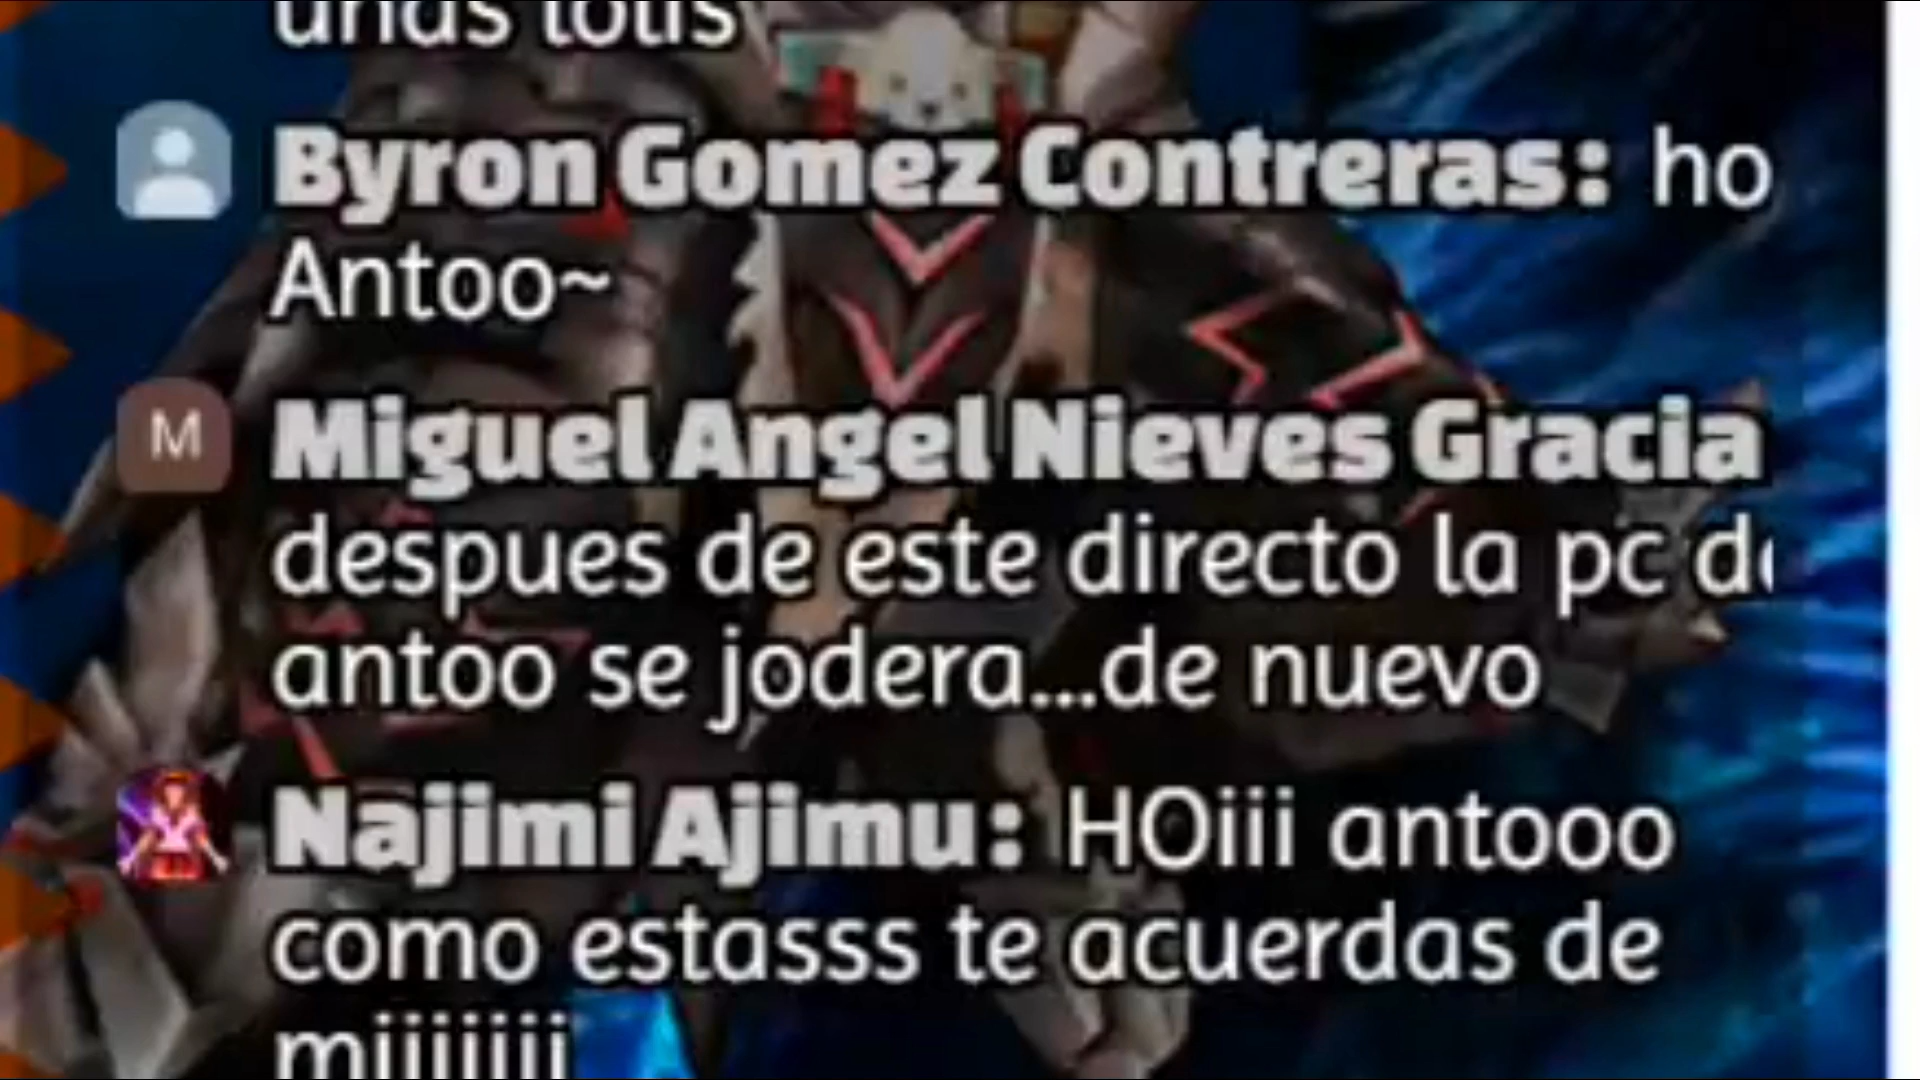 Byron Gomez Contreras: ho
Antoo~
M
Miguel Angel Nieves Gracia
despues de este directo la pc
antoo se jodera...de nuevo
Najimi Ajimu: HOiii antooo
como estasss te acuerdas de